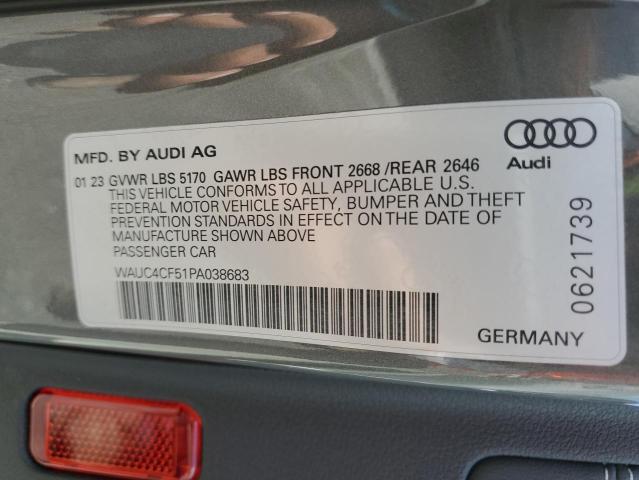 MFD. BY AUDI AG
01 23 GVWR LBS 5170 GAWR LBS FRONT 2668 /REAR 2646
THIS VEHICLE CONFORMS TO ALL APPLICABLE U.S.
FEDERAL MOTOR VEHICLE SAFETY, BUMPER AND THEFT
PREVENTION STANDARDS IN EFFECT ON THE DATE OF
MANUFACTURE SHOWN ABOVE
PASSENGER CAR
WAUC4CF51PA038683
Audi
0621739
GERMANY